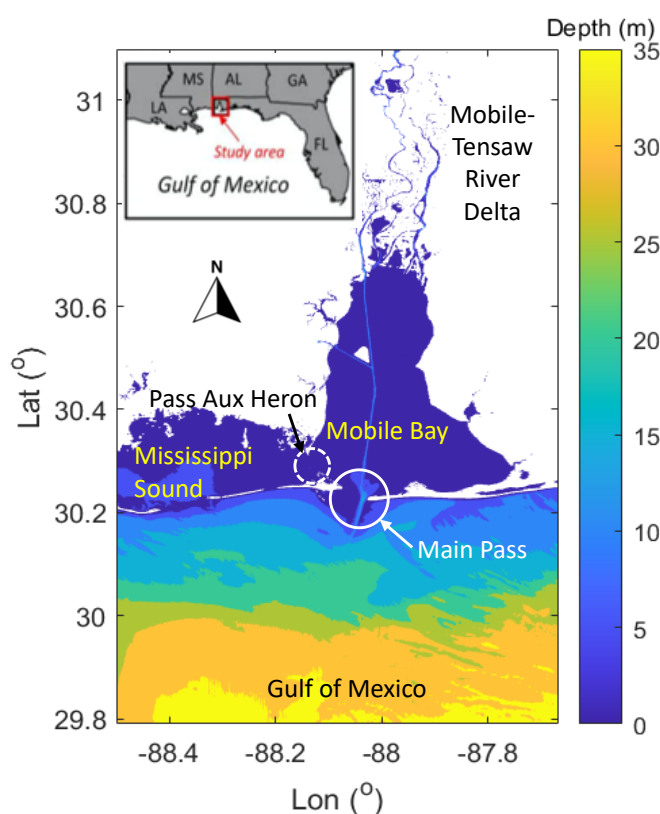 Depth (m)
MS
AL
GA
LA
FL
Study area
Gulf of Mexico
Mobile-
Tensaw
River
Delta
N
Pass Aux Heron
Mobile Bay
Mississippi
Sound
Main Pass
Gulf of Mexico
31
30.8
30.6
30.4
30.2
30
29.8
Lat (°)
-88.4
-88.2
-88
-87.8
Lon (°)
35
30
25
20
15
10
5
0